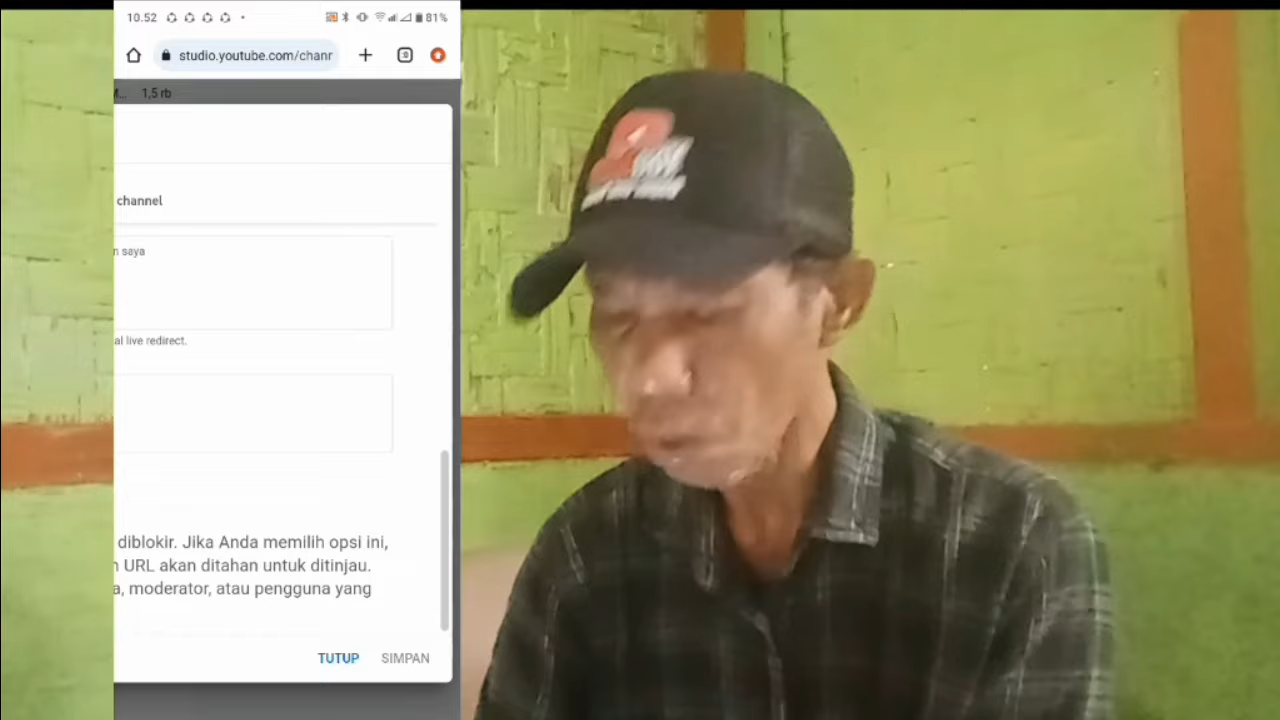 10.52
81%
studio.youtube.com/chanr
M... 1,5 rb
channel
n saya
al live redirect.
diblokir. Jika Anda memilih opsi ini,
n URL akan ditahan untuk ditinjau.
a, moderator, atau pengguna yang
TUTUP SIMPAN